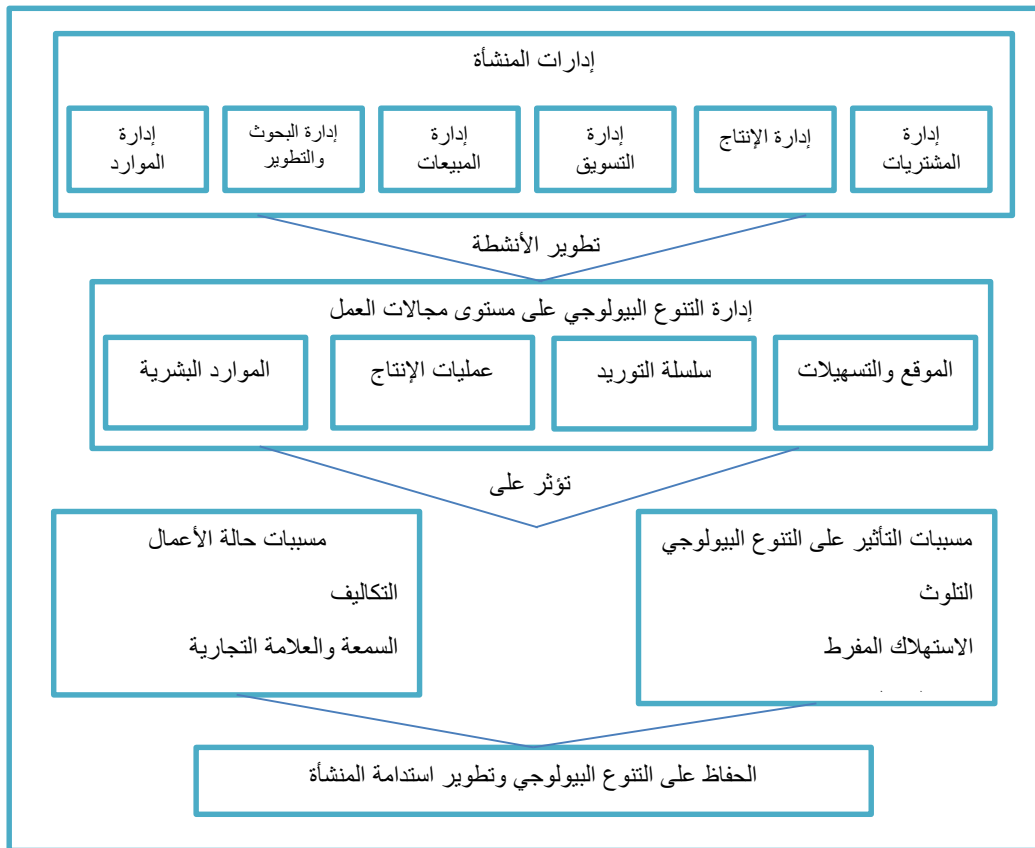 إدارات المنشأة
إدارة
المشتريات
إدارة الإنتاج
إدارة
التسويق
إدارة
المبيعات
إدارة البحوث
والتطوير
إدارة
الموارد
تطوير الأنشطة
إدارة التنوع البيولوجي على مستوى مجالات العمل
الموقع والتسهيلات
سلسلة التوريد
عمليات الإنتاج
الموارد البشرية
تؤثر على
مسببات التأثير على التنوع البيولوجي
التلوث
الاستهلاك المفرط
مسببات حالة الأعمال
التكاليف
السمعة والعلامة التجارية
الحفاظ على التنوع البيولوجي وتطوير استدامة المنشأة